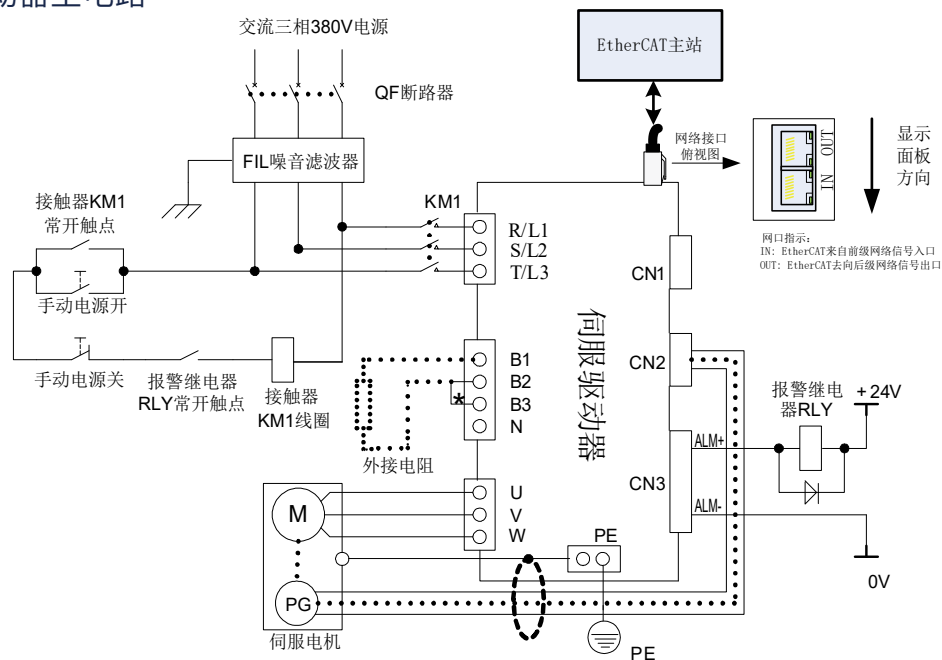 交流三相380V电源
EtherCAT主站
QF断路器
网络接口
俯视图
OUT
IN
显示
面板
方向
FIL噪音滤波器
接触器KM1
常开触点
KM1
R/L1
S/L2
T/L3
网口指示:
IN: EtherCAT来自前级网络信号入口
OUT: EtherCAT去向后级网络信号出口
手动电源开
CN1
伺服驱动器
手动电源关
报警继电器
RLY常开触点
接触器
KM1线圈
B1
B2
*
B3
N
外接电阻
CN2
报警继电
器RLY
+24V
ALM+
CN3
ALM-
0V
U
V
W
M
PG
伺服电机
PE
PE